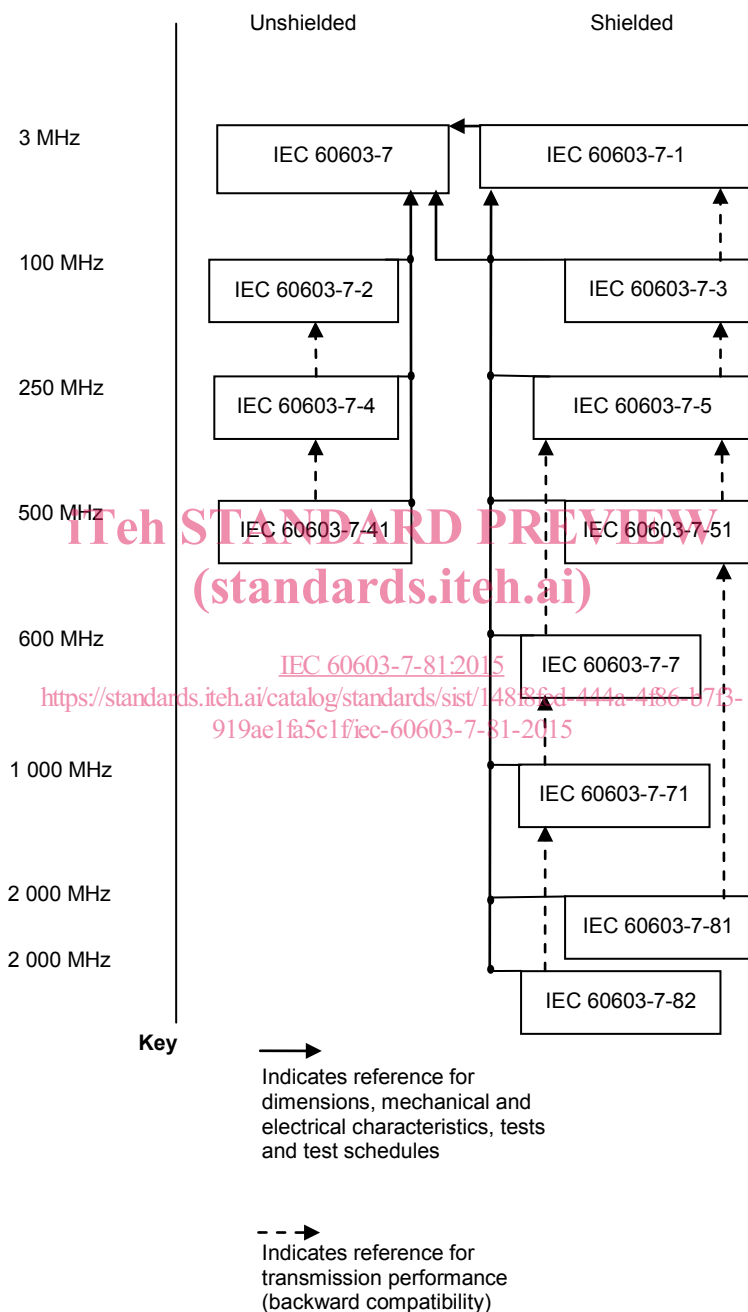 Unshielded Shielded
3 MHz
IEC 60603-7 IEC 60603-7-1
100 MHz
IEC 60603-7-2 IEC 60603-7-3
250 MHz
IEC 60603-7-4 IEC 60603-7-5
500 MHz
iTeh STANDARD PREVIEW
IEC 60603-7-41 IEC 60603-7-51
(standards.iteh.ai)
600 MHz
IEC 60603-7-81:2015
IEC 60603-7-7
https://standards.iteh.ai/catalog/standards/sist/148f8fed-444a-4f86-b7f3-
919ae1fa5c1f/iec-60603-7-81-2015
1 000 MHz
IEC 60603-7-71
2 000 MHz
IEC 60603-7-81
2 000 MHz
IEC 60603-7-82
Key
Indicates reference for
dimensions, mechanical and
electrical characteristics, tests
and test schedules
Indicates reference for
transmission performance
(backward compatibility)